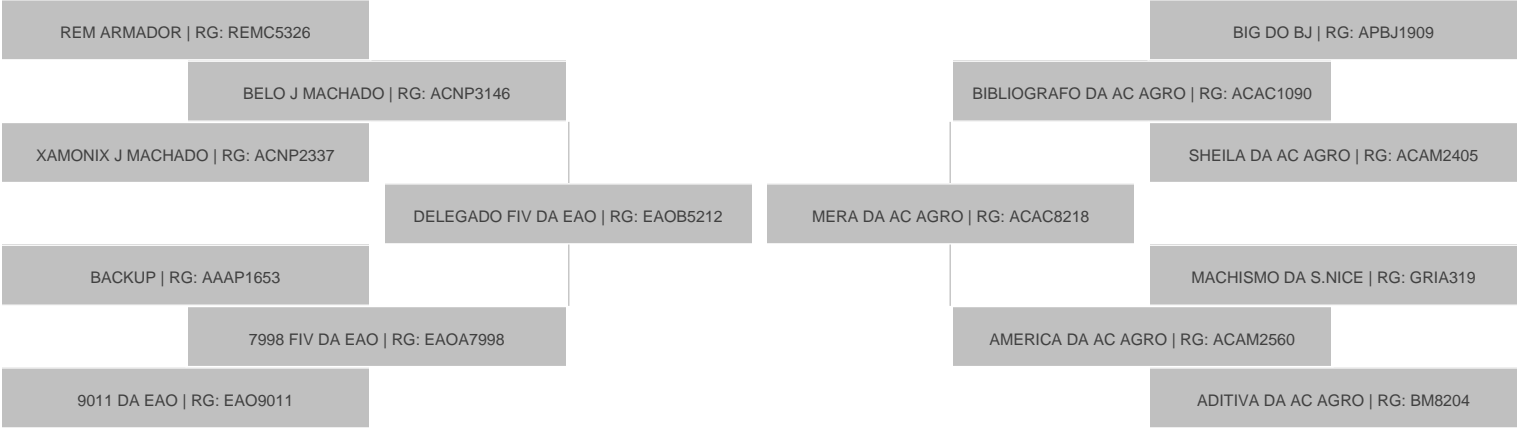 REM ARMADOR | RG: REMC5326
BIG DO BJ | RG: APBJ1909
BELO J MACHADO | RG: ACNP3146
BIBLIOGRAFO DA AC AGRO | RG: ACAC1090
XAMONIX J MACHADO | RG: ACNP2337
SHEILA DA AC AGRO | RG: ACAM2405
DELEGADO FIV DA EAO | RG: EAOB5212
MERA DA AC AGRO | RG: ACAC8218
BACKUP | RG: AAAP1653
MACHISMO DA S.NICE | RG: GRIA319
7998 FIV DA EAO | RG: EAOA7998
AMERICA DA AC AGRO | RG: ACAM2560
9011 DA EAO | RG: EAO9011
ADITIVA DA AC AGRO | RG: BM8204